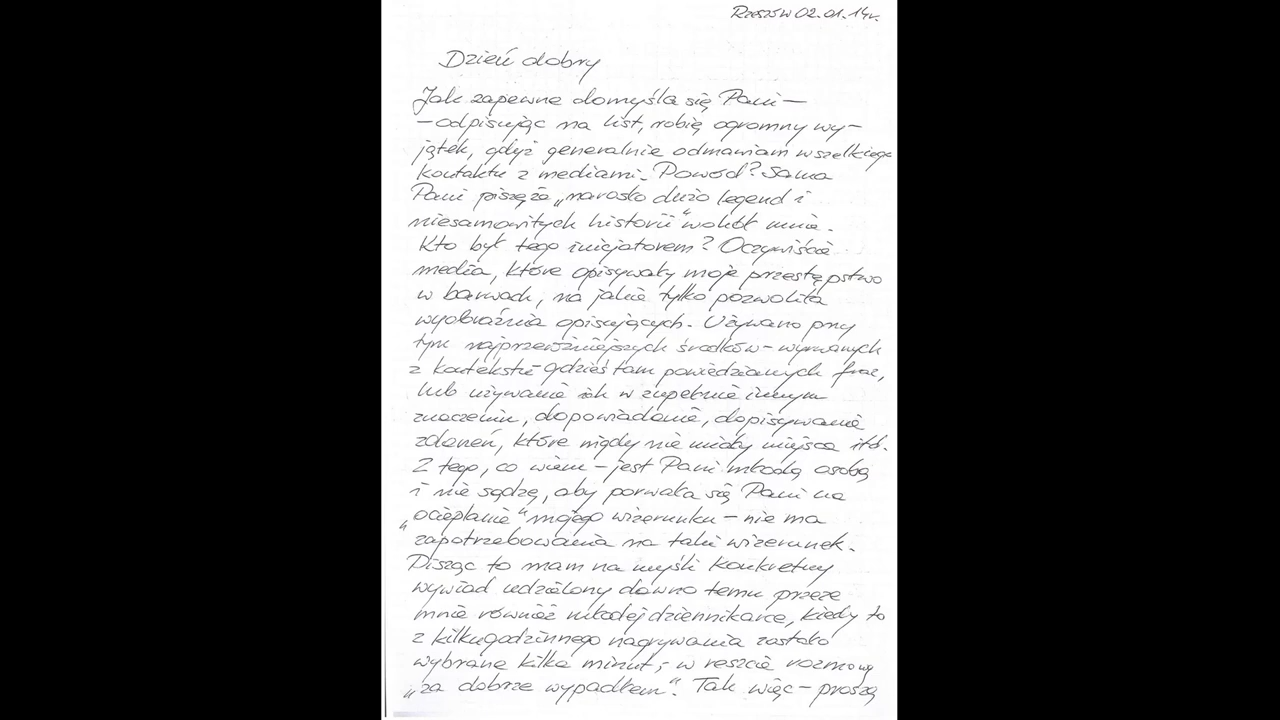 Rzeszów 02.01.14r.
Dzień dobry
Jak zapewne domyśla się Pani —
– odpisując na list, robię ogromny wy-
jątek, gdyż generalnie odmawiam wszelkiego
kontaktu z mediami. Powód? Sama
Pani pisze, że „narosło dużo legend i
niesamowitych historii" wokół mnie.
Kto był tego inicjatorem? Oczywiście
media, które opisywały moje przestępstwo
w barwach, na jakie tylko pozwoliła
wyobraźnia opisujących. Używano przy
tym najprzeróżniejszych środków – wyrwanych
z kontekstu gdzieś tam powiedzianych fraz,
lub używanie ich w zupełnie innym
znaczeniu, dopowiadanie, dopisywanie
zdarzeń, które nigdy nie miały miejsca itd.
Z tego, co wiem – jest Pani młodą osobą
i nie sądzę, aby porwała się Pani na
„ocieplanie" mojego wizerunku – nie ma
zapotrzebowania na taki wizerunek.
Pisząc to mam na myśli konkretny
wywiad udzielony dawno temu przeze
mnie również młodej dziennikarce, kiedy to
z kilkugodzinnego nagrywania zostało
wybrane kilka minut; w reszcie rozmowy
„za dobrze wypadłem". Tak więc – proszę